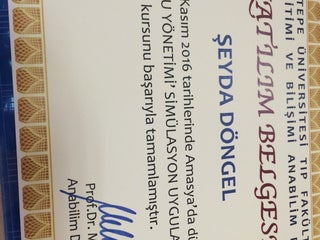 TEPE ÜNİVERSİTESİ TIP FAKÜLT
İTİMİ VE BİLİŞİMİ ANABİLİM
ATILIM BELGES
ŞEYDA DÖNGEL
Kasım 2016 tarihlerinde Amasya'da dü
U YÖNETİMİ' SİMÜLASYON UYGULA
kursunu başarıyla tamamlamıştır.
Prof.Dr. M
Anabilim D